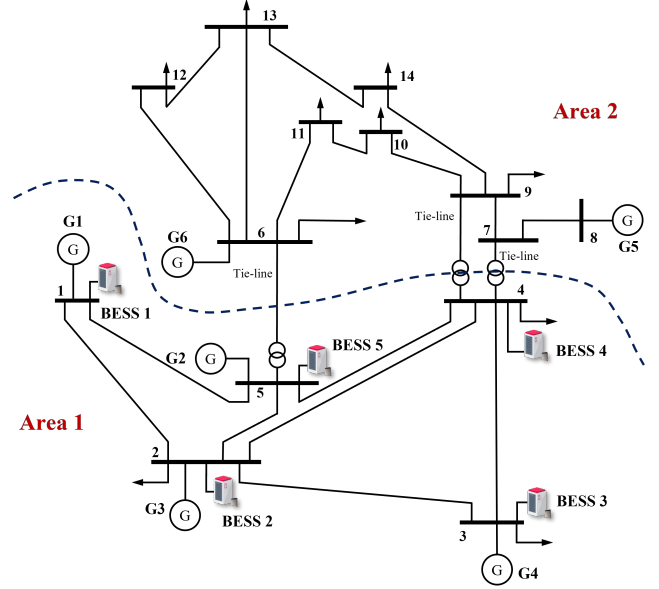 13
12
14
11
10
Area 2
9
Tie-line
G1
G
G6
G
6
7
G
8
G5
Tie-line
Tie-line
1
BESS 1
4
G2
G
BESS 5
BESS 4
5
Area 1
2
G3
G
BESS 2
BESS 3
3
G
G4